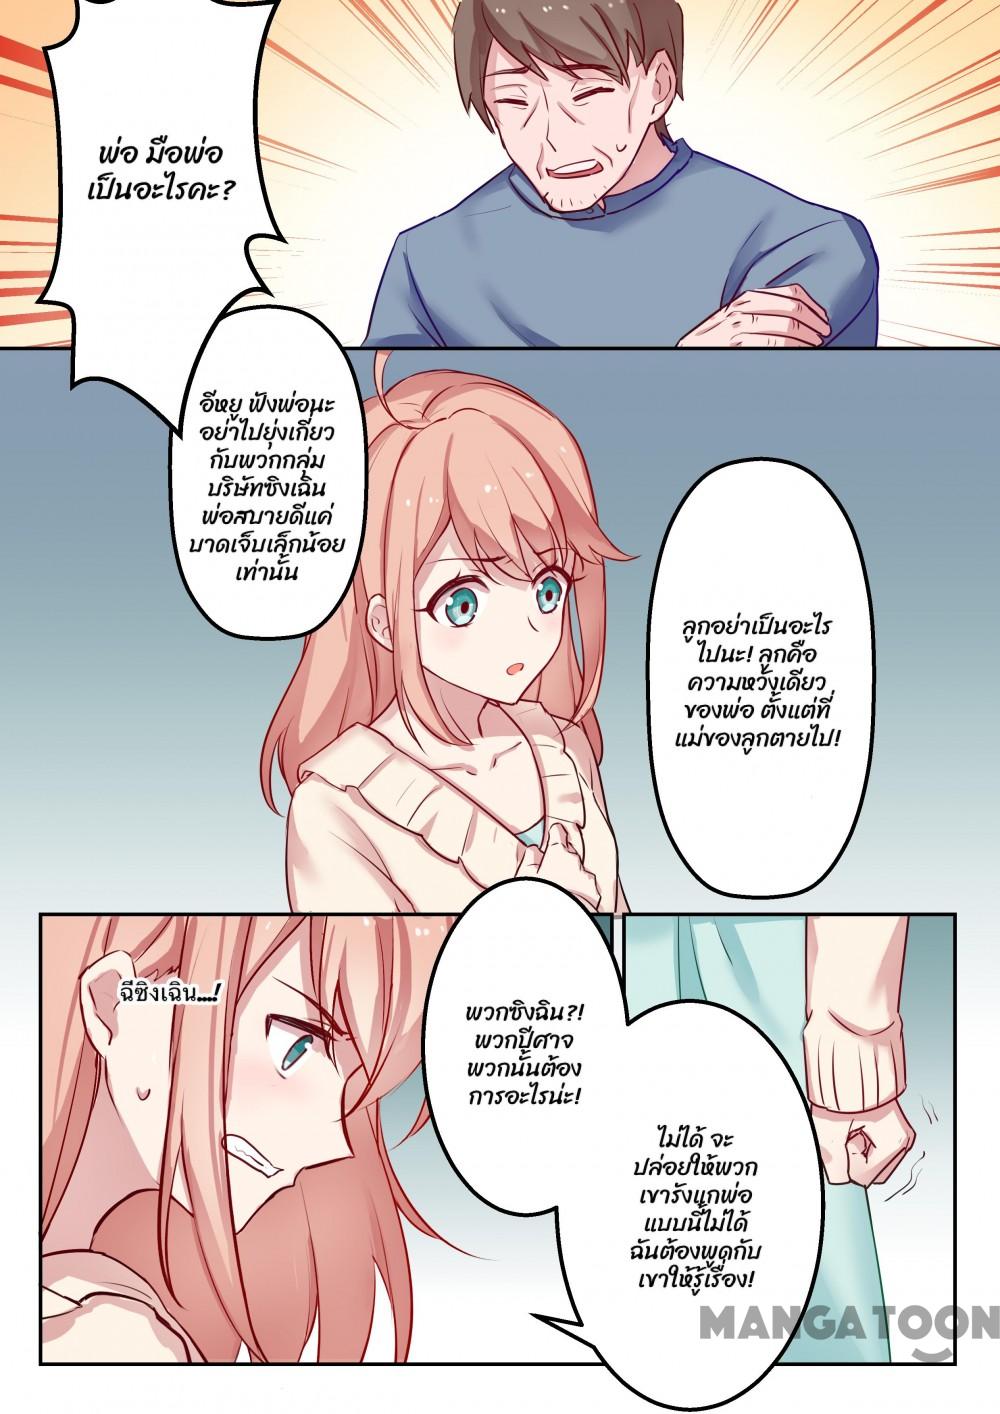 พ่อ มือพ่อ
เป็นอะไรคะ?
อีหยู ฟังพ่อนะ
อย่าไปยุ่งเกี่ยว
กับพวกกลุ่ม
บริษัทซิงเฉิน
พ่อสบายดีแค่
บาดเจ็บเล็กน้อย
เท่านั้น
ลูกอย่าเป็นอะไร
ไปนะ! ลูกคือ
ความหวังเดียว
ของพ่อ ตั้งแต่ที่
แม่ของลูกตายไป!
ฉีซิงเฉิน....!
พวกซิงฉิน?!
พวกปีศาจ
พวกนั้นต้อง
การอะไรน่ะ!
ไม่ได้ จะ
ปล่อยให้พวก
เขารังแกพ่อ
แบบนี้ไม่ได้
ฉันต้องพูดกับ
เขาให้รู้เรื่อง!
MANGATOON